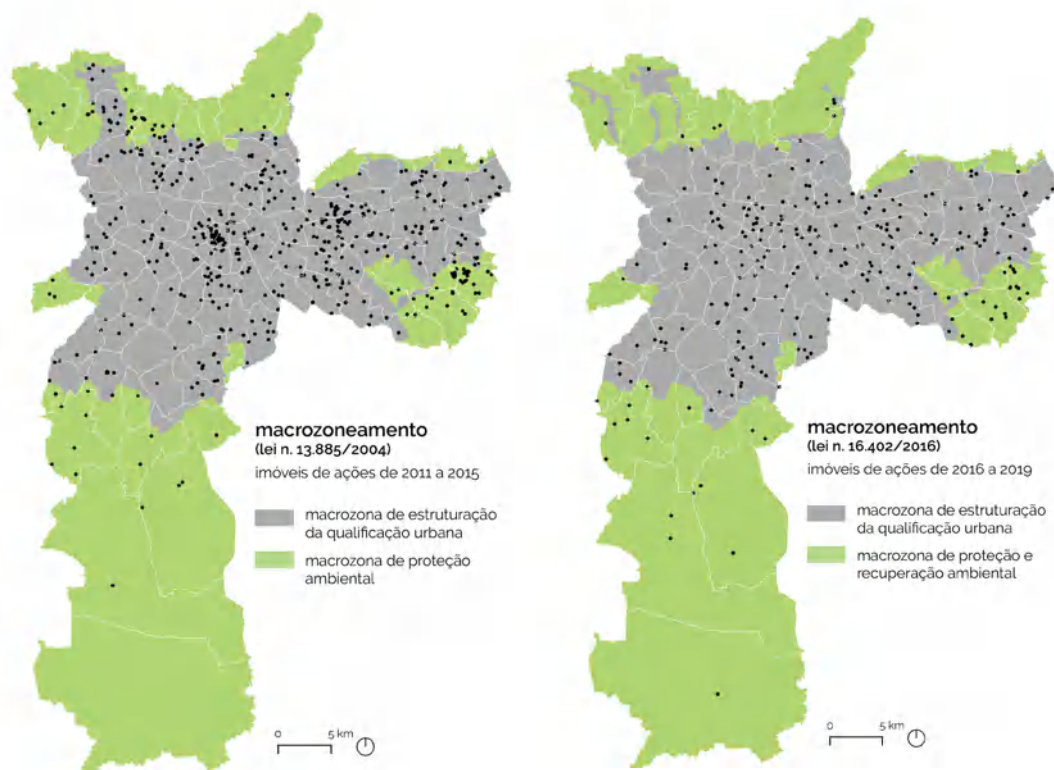 macrozoneamento
(lei n. 13.885/2004)
imóveis de ações de 2011 a 2015
macrozona de estruturação
da qualificação urbana
macrozona de proteção
ambiental
0 5 km
macrozoneamento
(lei n. 16.402/2016)
imóveis de ações de 2016 a 2019
macrozona de estruturação
da qualificação urbana
macrozona de proteção e
recuperação ambiental
0 5 km